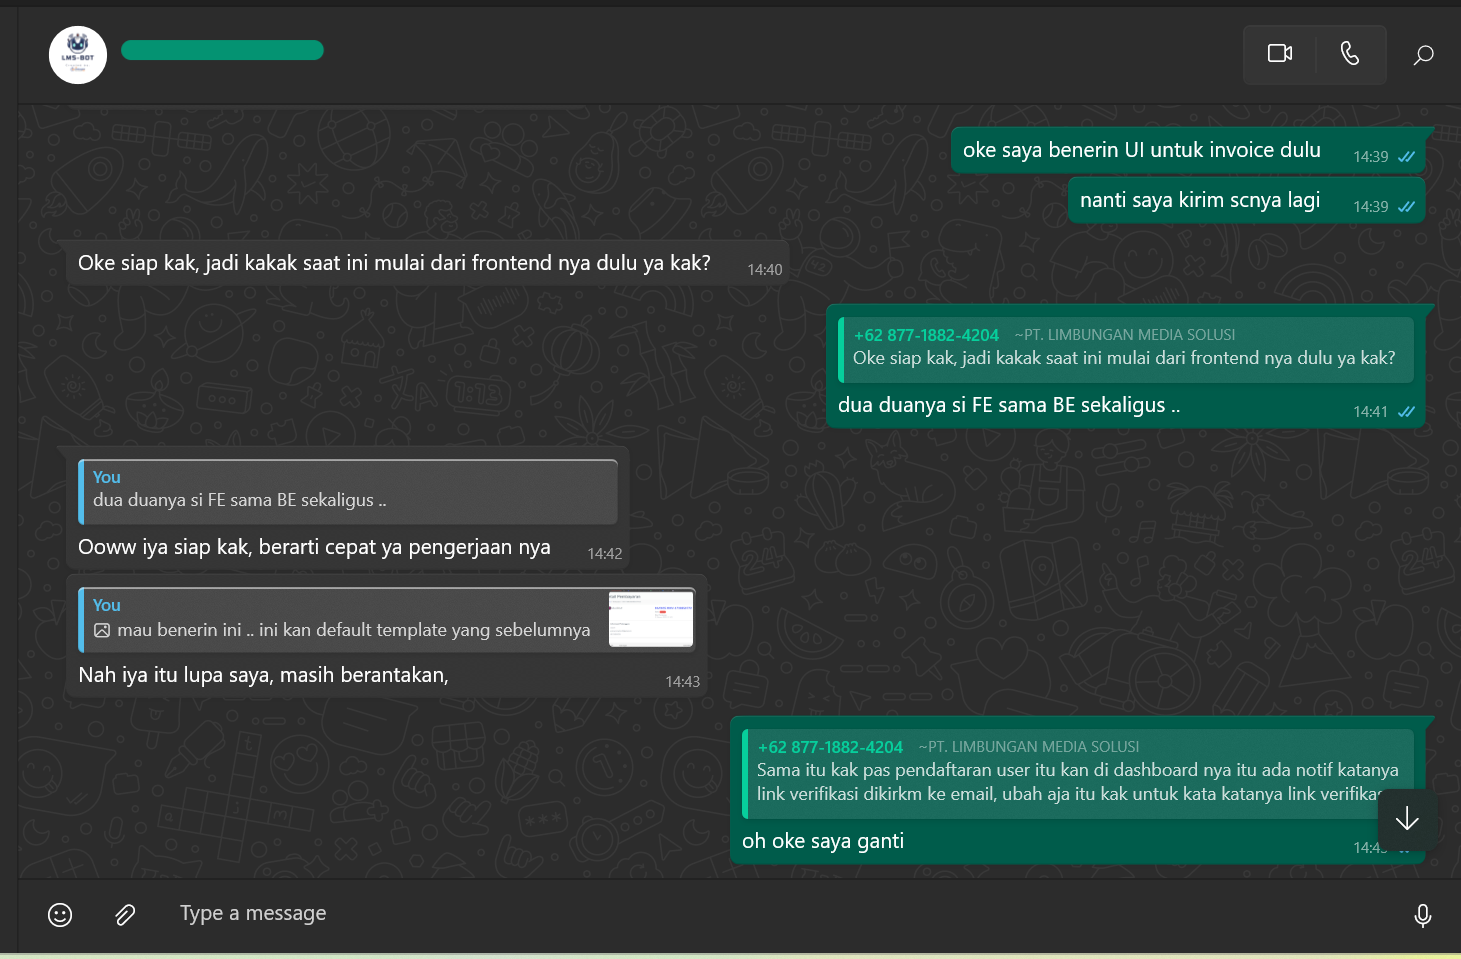 LMS-BOT
oke saya benerin UI untuk invoice dulu
14:39
nanti saya kirim scnya lagi
14:39
Oke siap kak, jadi kakak saat ini mulai dari frontend nya dulu ya kak?
14:40
+62 877-1882-4204 ~PT. LIMBUNGAN MEDIA SOLUSI
Oke siap kak, jadi kakak saat ini mulai dari frontend nya dulu ya kak?
dua duanya si FE sama BE sekaligus ..
14:41
You
dua duanya si FE sama BE sekaligus ..
Ooww iya siap kak, berarti cepat ya pengerjaan nya
14:42
You
mau benerin ini .. ini kan default template yang sebelumnya
Nah iya itu lupa saya, masih berantakan,
14:43
+62 877-1882-4204 ~PT. LIMBUNGAN MEDIA SOLUSI
Sama itu kak pas pendaftaran user itu kan di dashboard nya itu ada notif katanya
link verifikasi dikirkm ke email, ubah aja itu kak untuk kata katanya link
oh oke saya ganti
Type a message